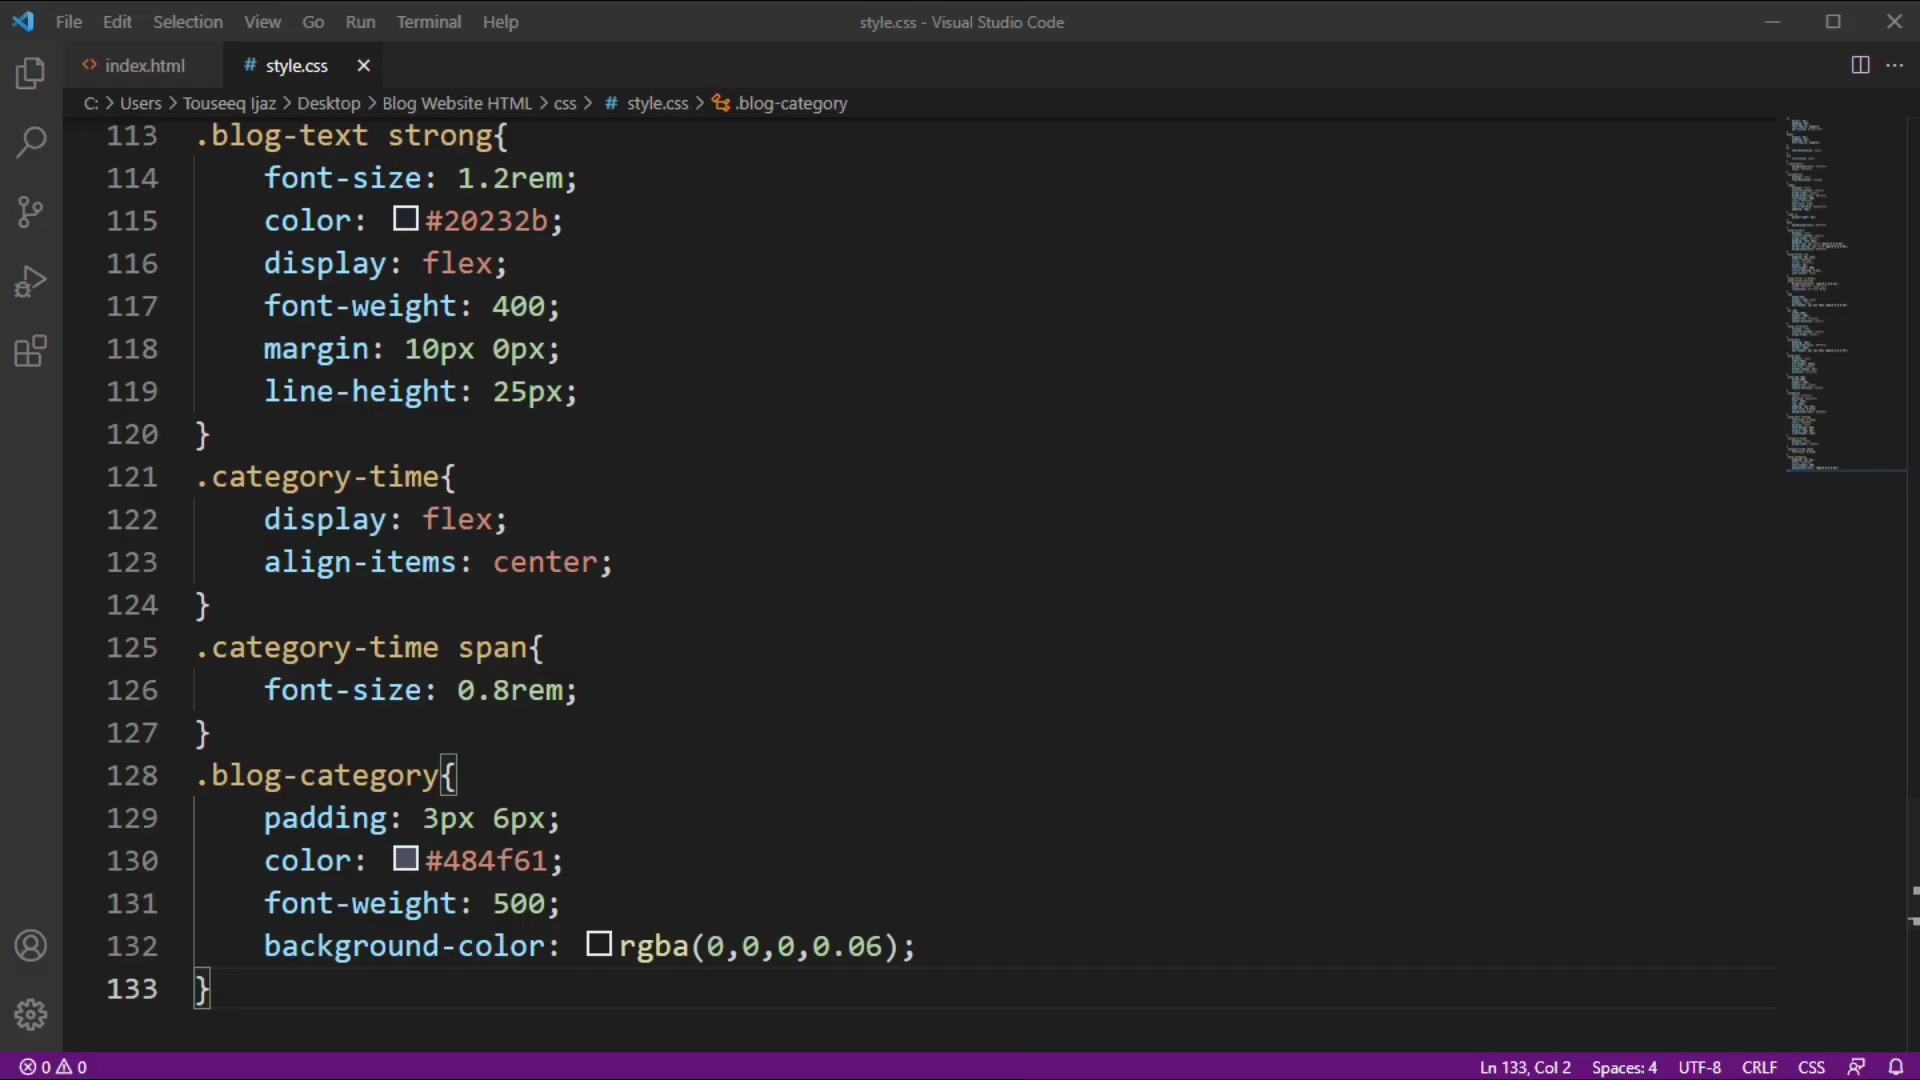 File Edit Selection View Go Run Terminal Help style.css - Visual Studio Code
index.html # style.css
C: > Users > Touseeq Ijaz > Desktop > Blog Website HTML > css > # style.css > .blog-category
113 .blog-text strong{
114 font-size: 1.2rem;
115 color: #20232b;
116 display: flex;
117 font-weight: 400;
118 margin: 10px 0px;
119 line-height: 25px;
120 }
121 .category-time{
122 display: flex;
123 align-items: center;
124 }
125 .category-time span{
126 font-size: 0.8rem;
127 }
128 .blog-category{
129 padding: 3px 6px;
130 color: #484f61;
131 font-weight: 500;
132 background-color: rgba(0,0,0,0.06);
133 }
0 0 Ln 133, Col 2 Spaces: 4 UTF-8 CRLF CSS